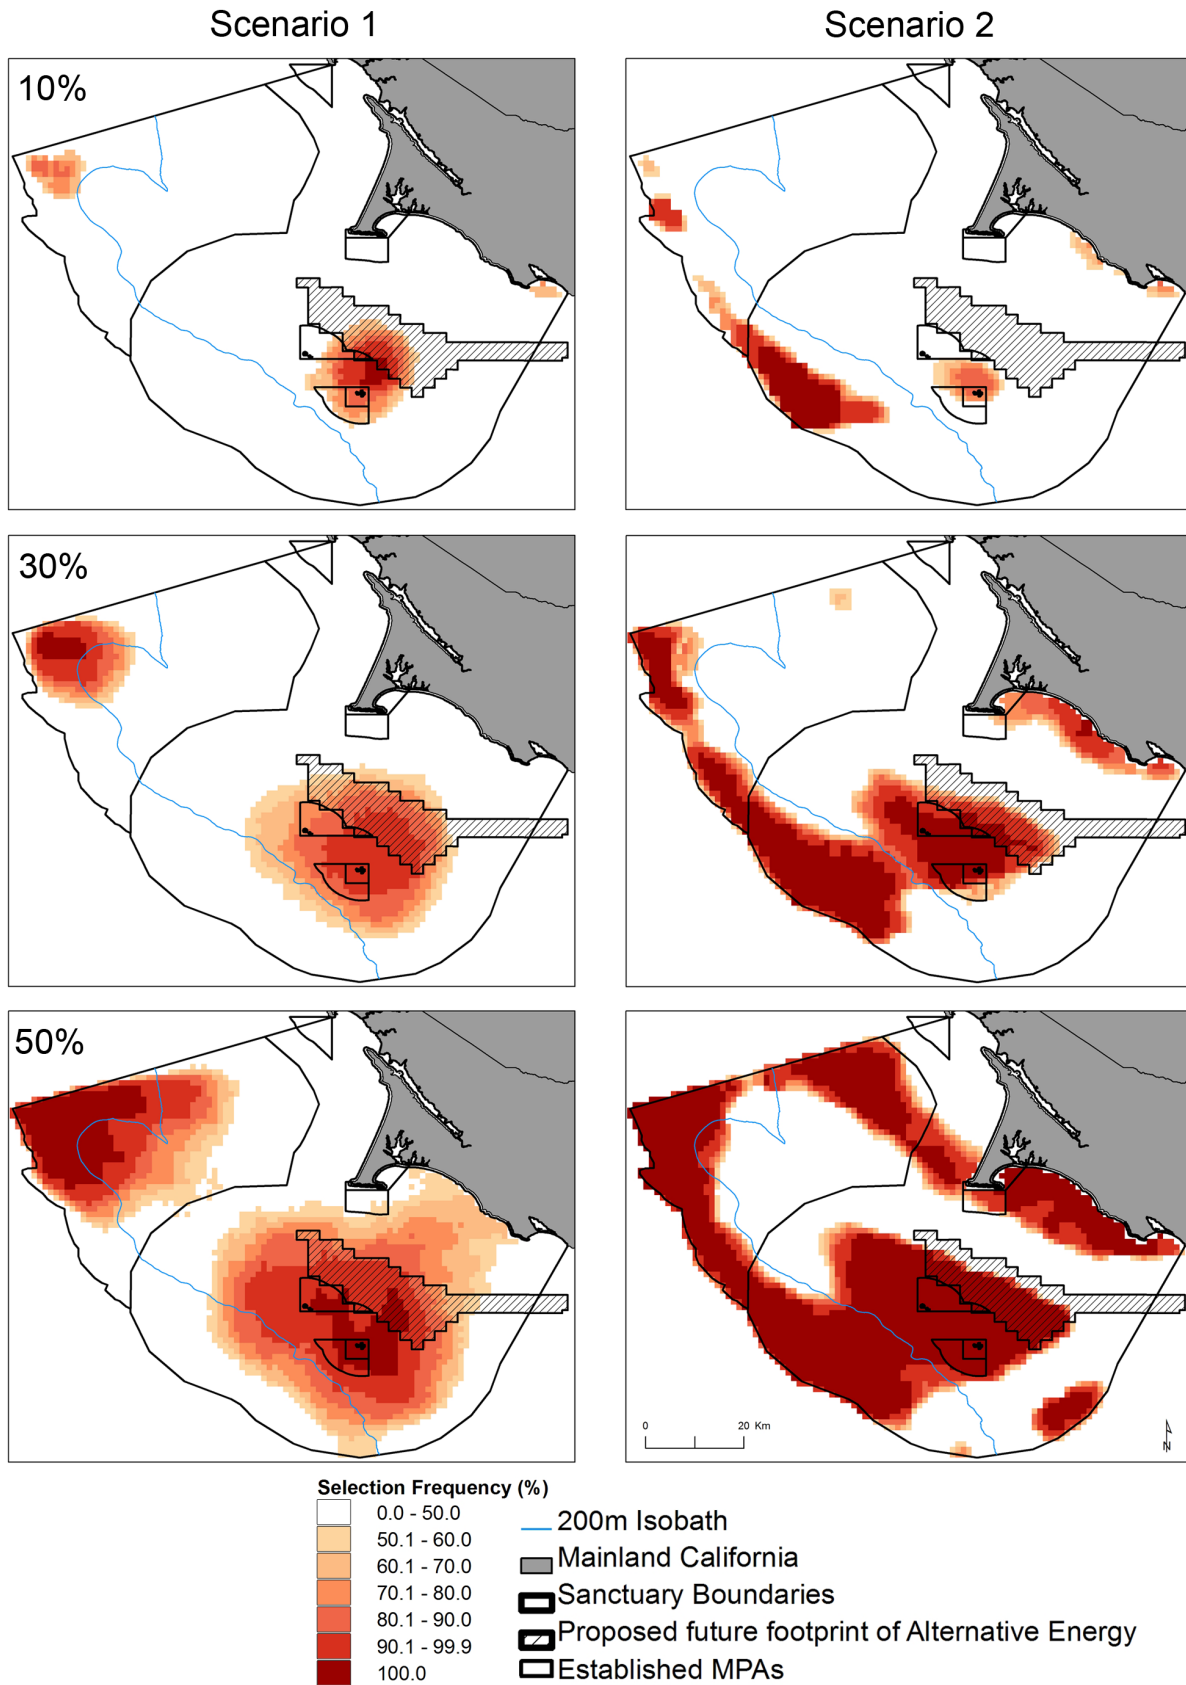 Scenario 1
Scenario 2
10%
30%
50%
0 20 Km
N
Selection Frequency (%)
0.0 - 50.0
50.1 - 60.0
60.1 - 70.0
70.1 - 80.0
80.1 - 90.0
90.1 - 99.9
100.0
200m Isobath
Mainland California
Sanctuary Boundaries
Proposed future footprint of Alternative Energy
Established MPAs